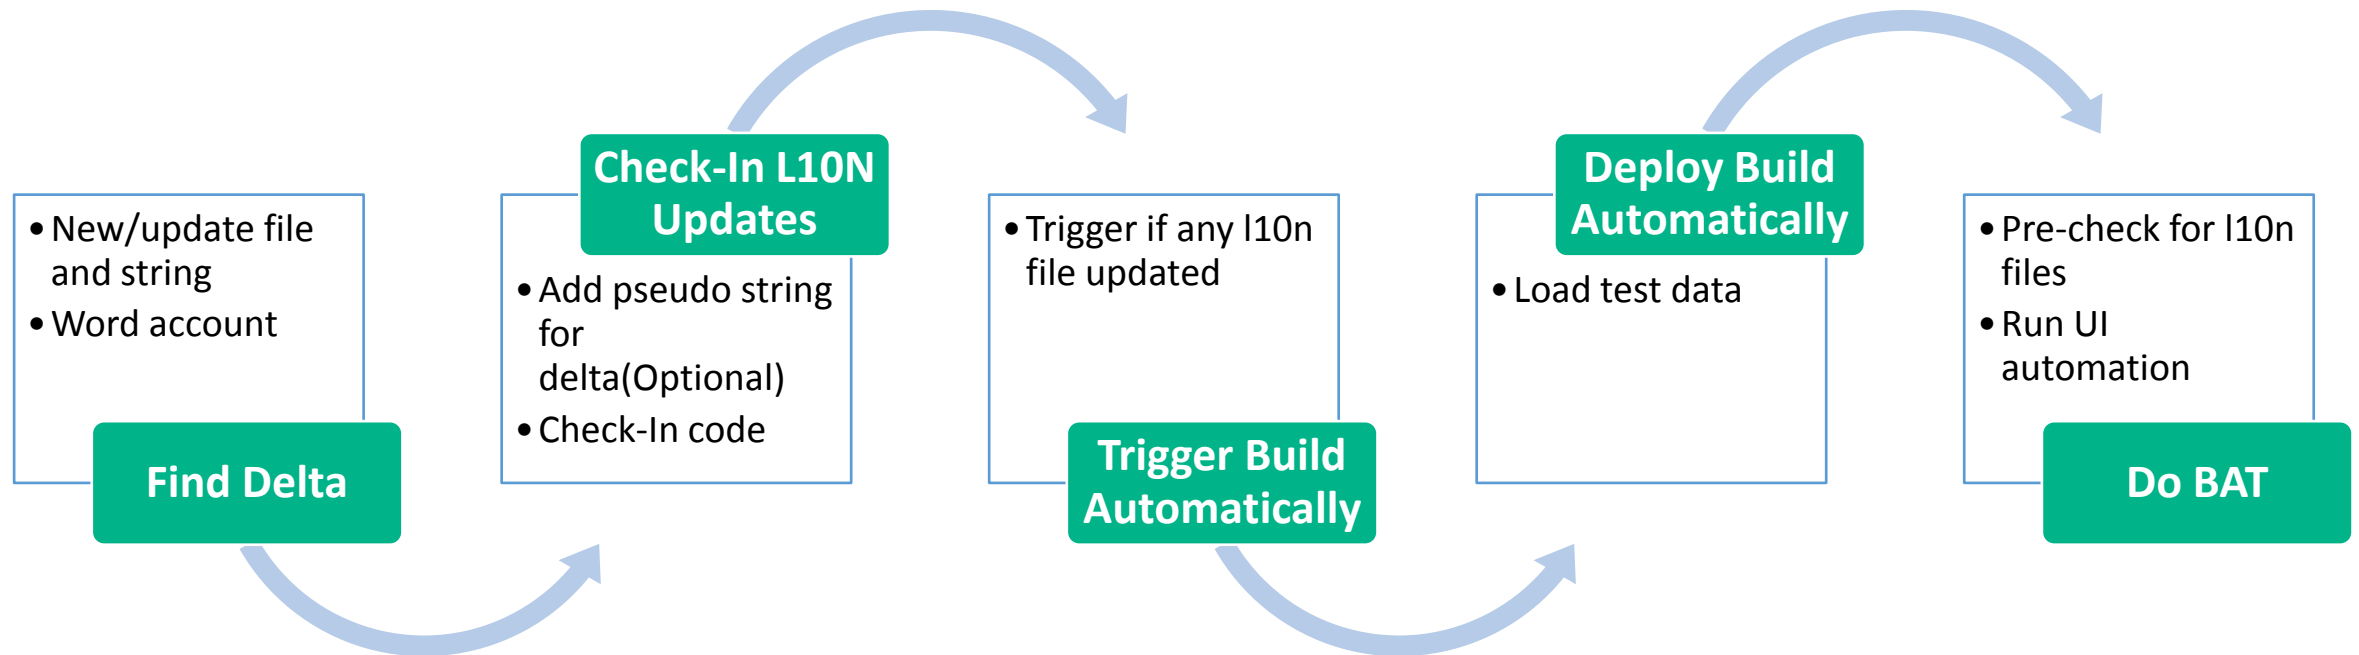 •New/update file
and string
•Word account
Find Delta
Check-In L10N
Updates
•Add pseudo string
for
delta(Optional)
•Check-In code
•Trigger if any l10n
file updated
Trigger Build
Automatically
Deploy Build
Automatically
•Load test data
•Pre-check for l10n
files
•Run UI
automation
Do BAT